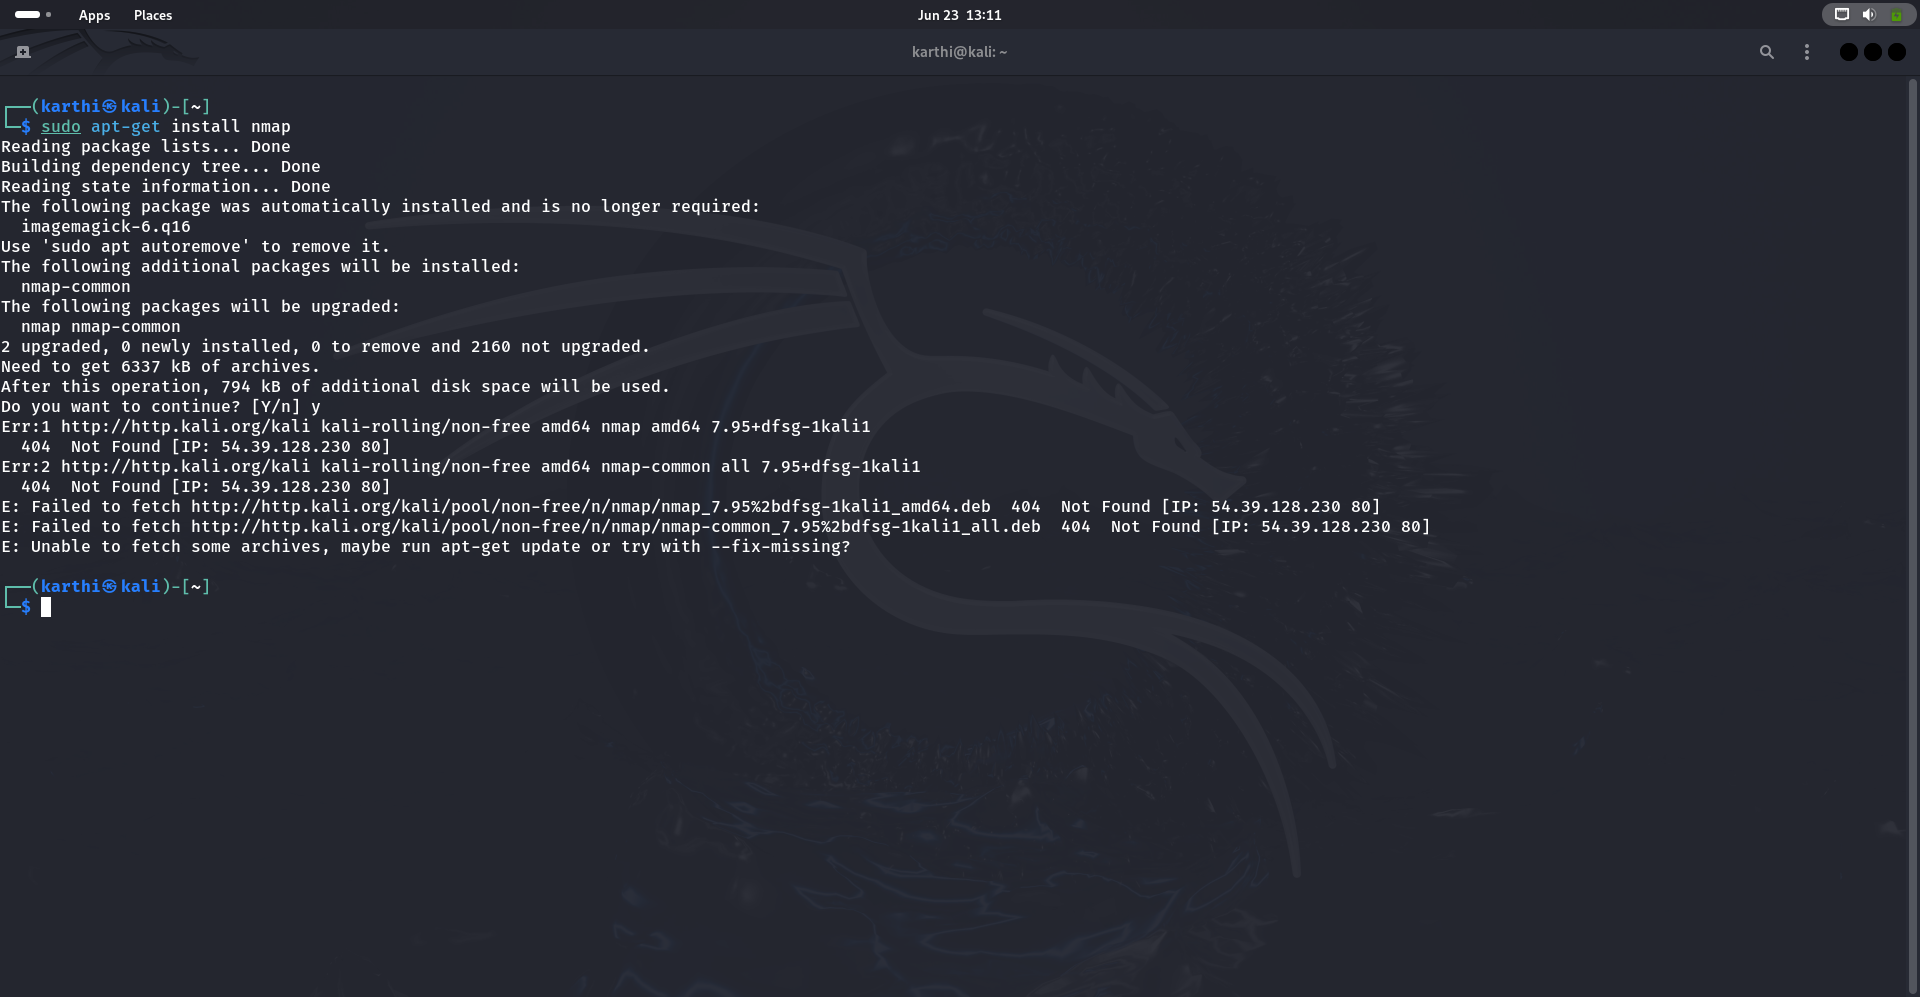 Apps Places Jun 23 13:11
karthi@kali: ~
┌──(karthi㉿kali)-[~]
└─$ sudo apt-get install nmap
Reading package lists... Done
Building dependency tree... Done
Reading state information... Done
The following package was automatically installed and is no longer required:
  imagemagick-6.q16
Use 'sudo apt autoremove' to remove it.
The following additional packages will be installed:
  nmap-common
The following packages will be upgraded:
  nmap nmap-common
2 upgraded, 0 newly installed, 0 to remove and 2160 not upgraded.
Need to get 6337 kB of archives.
After this operation, 794 kB of additional disk space will be used.
Do you want to continue? [Y/n] y
Err:1 http://http.kali.org/kali kali-rolling/non-free amd64 nmap amd64 7.95+dfsg-1kali1
  404  Not Found [IP: 54.39.128.230 80]
Err:2 http://http.kali.org/kali kali-rolling/non-free amd64 nmap-common all 7.95+dfsg-1kali1
  404  Not Found [IP: 54.39.128.230 80]
E: Failed to fetch http://http.kali.org/kali/pool/non-free/n/nmap/nmap_7.95%2bdfsg-1kali1_amd64.deb  404  Not Found [IP: 54.39.128.230 80]
E: Failed to fetch http://http.kali.org/kali/pool/non-free/n/nmap/nmap-common_7.95%2bdfsg-1kali1_all.deb  404  Not Found [IP: 54.39.128.230 80]
E: Unable to fetch some archives, maybe run apt-get update or try with --fix-missing?
┌──(karthi㉿kali)-[~]
└─$